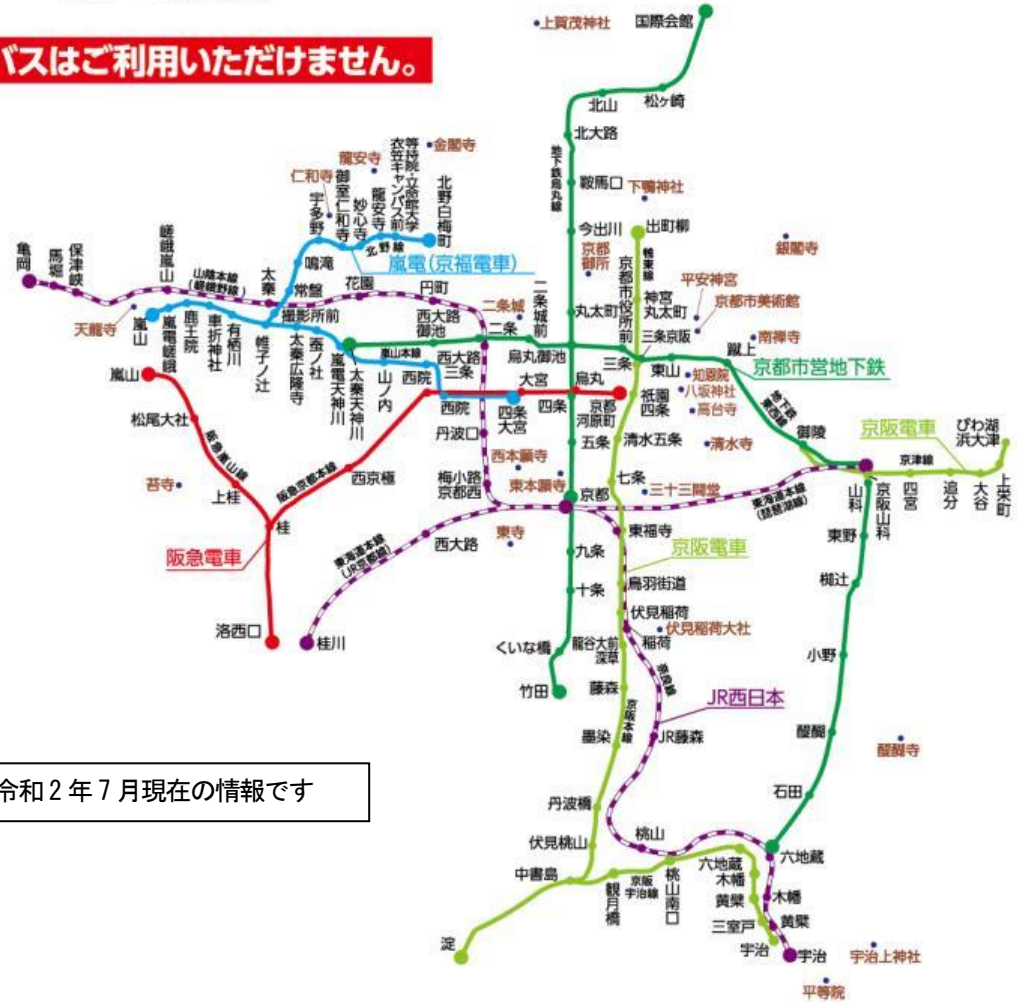 バスはご利用いただけません。
上賀茂神社
国際会館
北山
松ヶ崎
北大路
地下鉄烏丸線
鞍馬口
下鴨神社
今出川
出町柳
鴨東線
京都
御所
銀閣寺
金閣寺
龍安寺
仁和寺
等持院・立命館大学
衣笠キャンパス前
北野白梅町
龍安寺
妙心寺
御室仁和寺
宇多野
鳴滝
常盤
北野線
嵐電(京福電車)
亀岡
馬堀
保津峡
嵯峨嵐山
山陰本線
(嵯峨野線)
太秦
花園
円町
二条城
二条城前
丸太町
京都市役所前
神宮
丸太町
平安神宮
京都市美術館
三条京阪
南禅寺
天龍寺
嵐山
嵐電嵯峨
鹿王院
車折神社
有栖川
帷子ノ辻
撮影所前
太秦広隆寺
蚕ノ社
嵐電天神川
太秦天神川
嵐山本線
山ノ内
西大路
御池
二条
烏丸御池
三条
東山
蹴上
知恩院
八坂神社
高台寺
京都市営地下鉄
地下鉄
東西線
嵐山
松尾大社
阪急嵐山線
上桂
苔寺
桂
阪急電車
洛西口
阪急京都本線
西京極
西院
西大路
三条
西院
大宮
四条
大宮
四条
烏丸
京都
河原町
祇園
四条
丹波口
五条
清水五条
清水寺
御陵
京阪電車
京津線
びわ湖
浜大津
上栄町
大谷
追分
四宮
京阪山科
山科
梅小路
京都西
西本願寺
東本願寺
京都
七条
三十三間堂
東海道本線
(琵琶湖線)
東海道本線
(JR京都線)
西大路
東寺
東福寺
京阪電車
東野
九条
十条
鳥羽街道
椥辻
桂川
くいな橋
竹田
伏見稲荷
稲荷
伏見稲荷大社
龍谷大前
深草
奈良線
小野
藤森
JR西日本
京阪本線
墨染
JR藤森
醍醐
醍醐寺
令和2年7月現在の情報です
丹波橋
石田
伏見桃山
桃山
六地蔵
中書島
観月橋
京阪
宇治線
桃山南口
六地蔵
木幡
黄檗
三室戸
宇治
木幡
黄檗
宇治
淀
宇治上神社
平等院